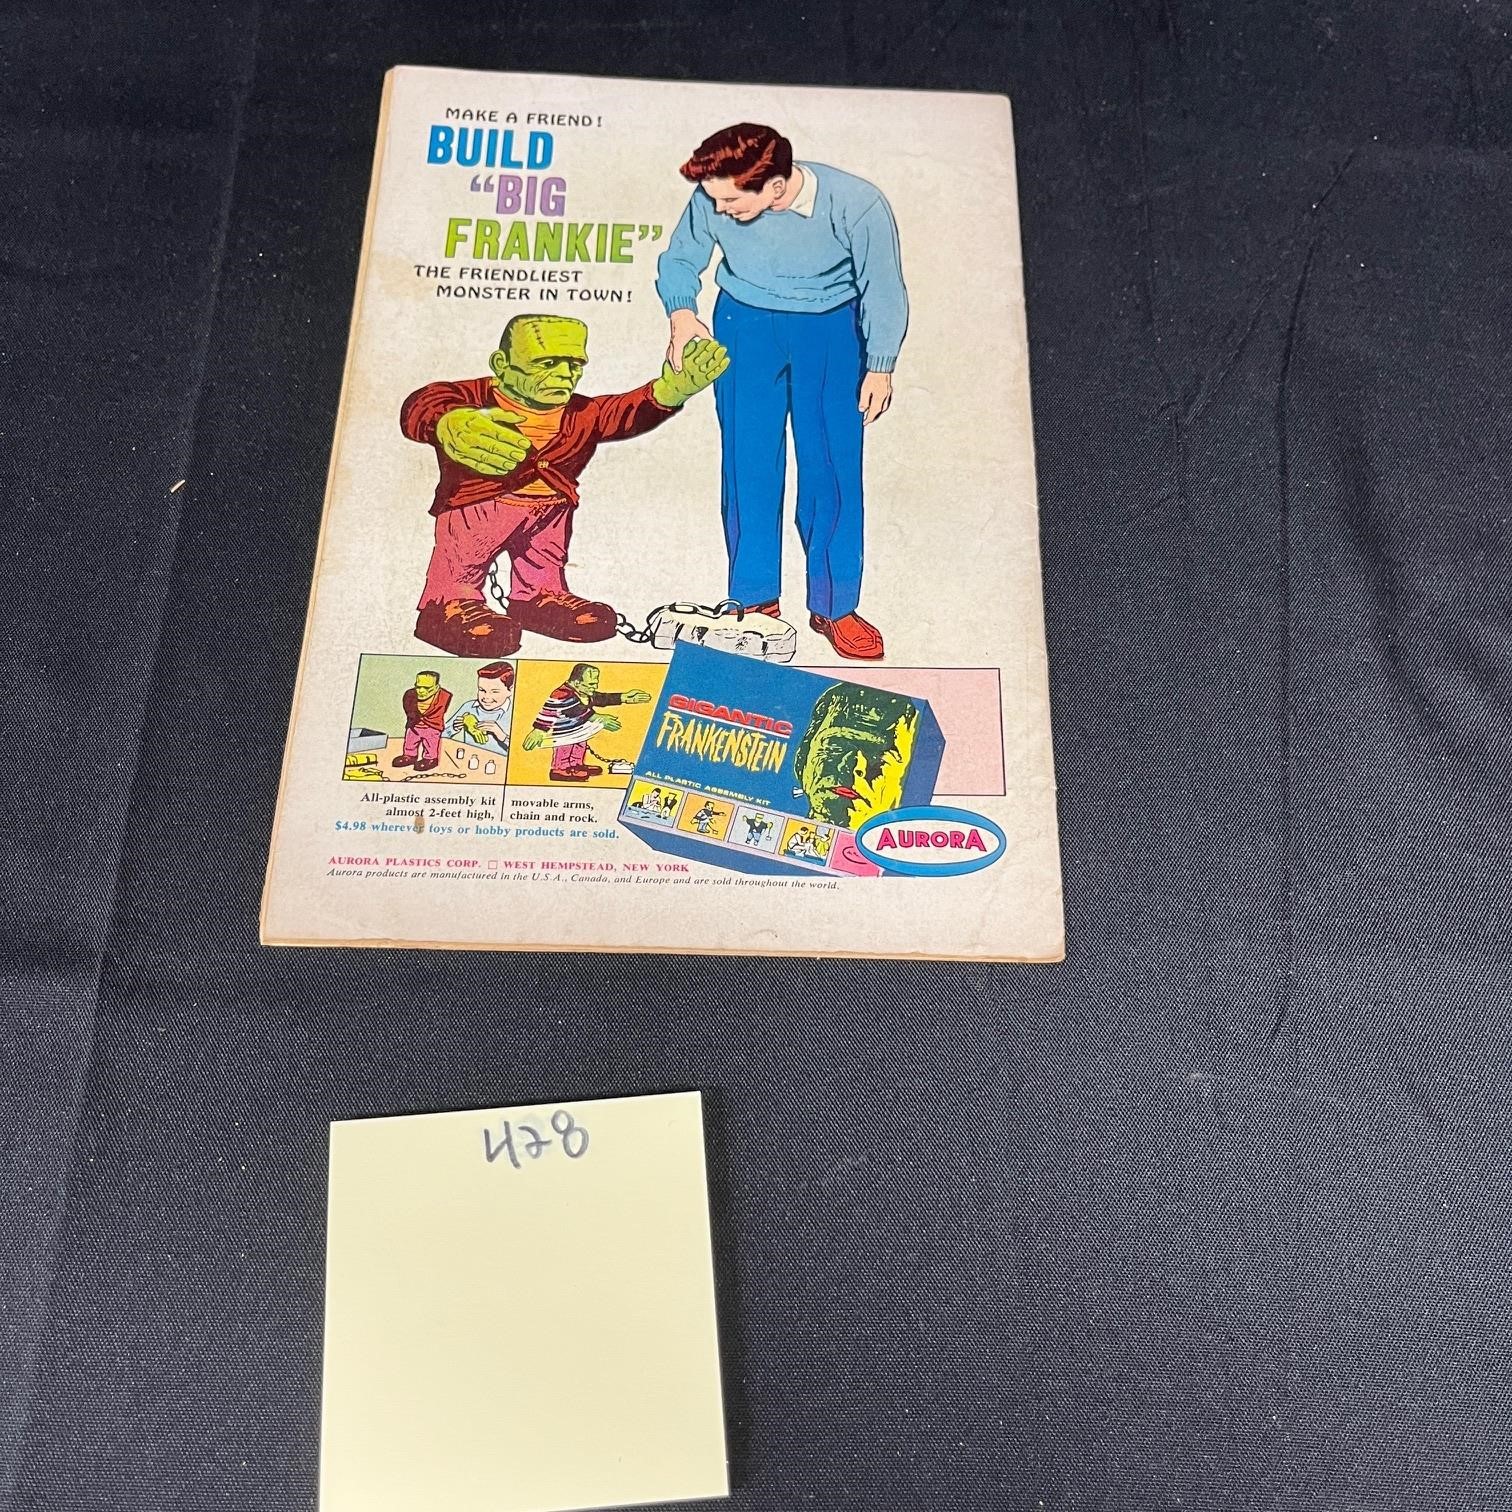 MAKE A FRIEND!
BUILD
"BIG
FRANKIE"
THE FRIENDLIEST
MONSTER IN TOWN!
GIGANTIC
FRANKENSTEIN
ALL PLASTIC ASSEMBLY KIT
AURORA
All-plastic assembly kit
almost 2-feet high,
movable arms,
chain and rock.
$4.98 wherever toys or hobby products are sold.
AURORA PLASTICS CORP. □ WEST HEMPSTEAD, NEW YORK
Aurora products are manufactured in the U.S.A., Canada, and Europe and are sold throughout the world.
428